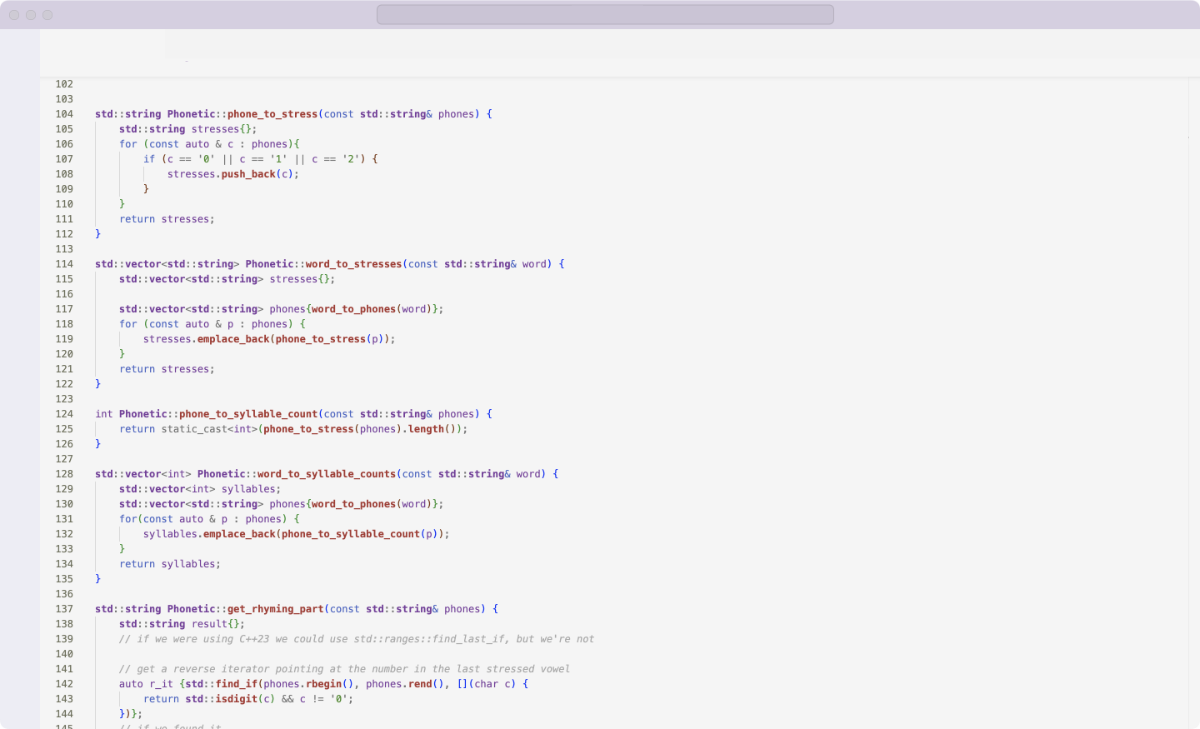 102
103
104 std::string Phonetic::phone_to_stress(const std::string& phones) {
105 std::string stresses{};
106 for (const auto & c : phones){
107 if (c == '0' || c == '1' || c == '2') {
108 stresses.push_back(c);
109 }
110 }
111 return stresses;
112 }
113
114 std::vector<std::string> Phonetic::word_to_stresses(const std::string& word) {
115 std::vector<std::string> stresses{};
116
117 std::vector<std::string> phones{word_to_phones(word)};
118 for (const auto & p : phones) {
119 stresses.emplace_back(phone_to_stress(p));
120 }
121 return stresses;
122 }
123
124 int Phonetic::phone_to_syllable_count(const std::string& phones) {
125 return static_cast<int>(phone_to_stress(phones).length());
126 }
127
128 std::vector<int> Phonetic::word_to_syllable_counts(const std::string& word) {
129 std::vector<int> syllables;
130 std::vector<std::string> phones{word_to_phones(word)};
131 for(const auto & p : phones) {
132 syllables.emplace_back(phone_to_syllable_count(p));
133 }
134 return syllables;
135 }
136
137 std::string Phonetic::get_rhyming_part(const std::string& phones) {
138 std::string result{};
139 // if we were using C++23 we could use std::ranges::find_last_if, but we're not
140
141 // get a reverse iterator pointing at the number in the last stressed vowel
142 auto r_it {std::find_if(phones.rbegin(), phones.rend(), [](char c) {
143 return std::isdigit(c) && c != '0';
144 })};
145 // if we found it